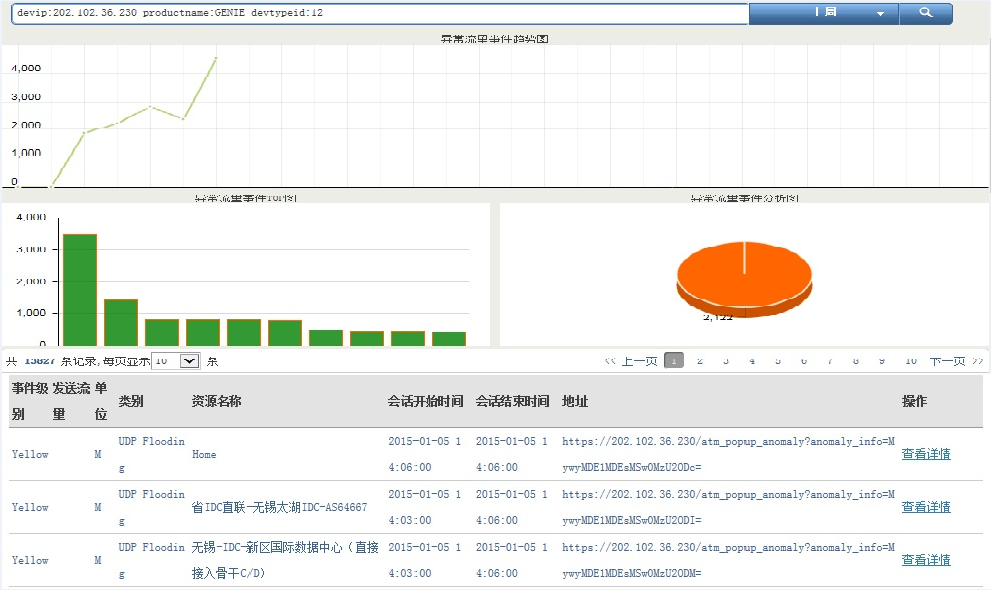 devip:202.102.36.230 productname:GENIE devtypeid:12
异常流量事件趋势图
4,000
3,000
2,000
1,000
0
异常流量事件TOP图
异常流量事件分析图
4,000
3,000
2,000
1,000
0
2,122
共 13827 条记录, 每页显示 10 条
<< 上一页 1 2 3 4 5 6 7 8 9 10 下一页 >>
事件级别 发送流量 单位 类别 资源名称 会话开始时间 会话结束时间 地址 操作
Yellow M UDP Flooding Home 2015-01-05 14:06:00 2015-01-05 14:06:00 https://202.102.36.230/atm_popup_anomaly?anomaly_info=MywyMDE1MDEsMSw0MzU2ODc= 查看详情
Yellow M UDP Flooding 省IDC直联-无锡太湖IDC-AS64667 2015-01-05 14:03:00 2015-01-05 14:06:00 https://202.102.36.230/atm_popup_anomaly?anomaly_info=MywyMDE1MDEsMSw0MzU2ODI= 查看详情
Yellow M UDP Flooding 无锡-IDC-新区国际数据中心（直接接入骨干C/D） 2015-01-05 14:03:00 2015-01-05 14:06:00 https://202.102.36.230/atm_popup_anomaly?anomaly_info=MywyMDE1MDEsMSw0MzU2ODM= 查看详情